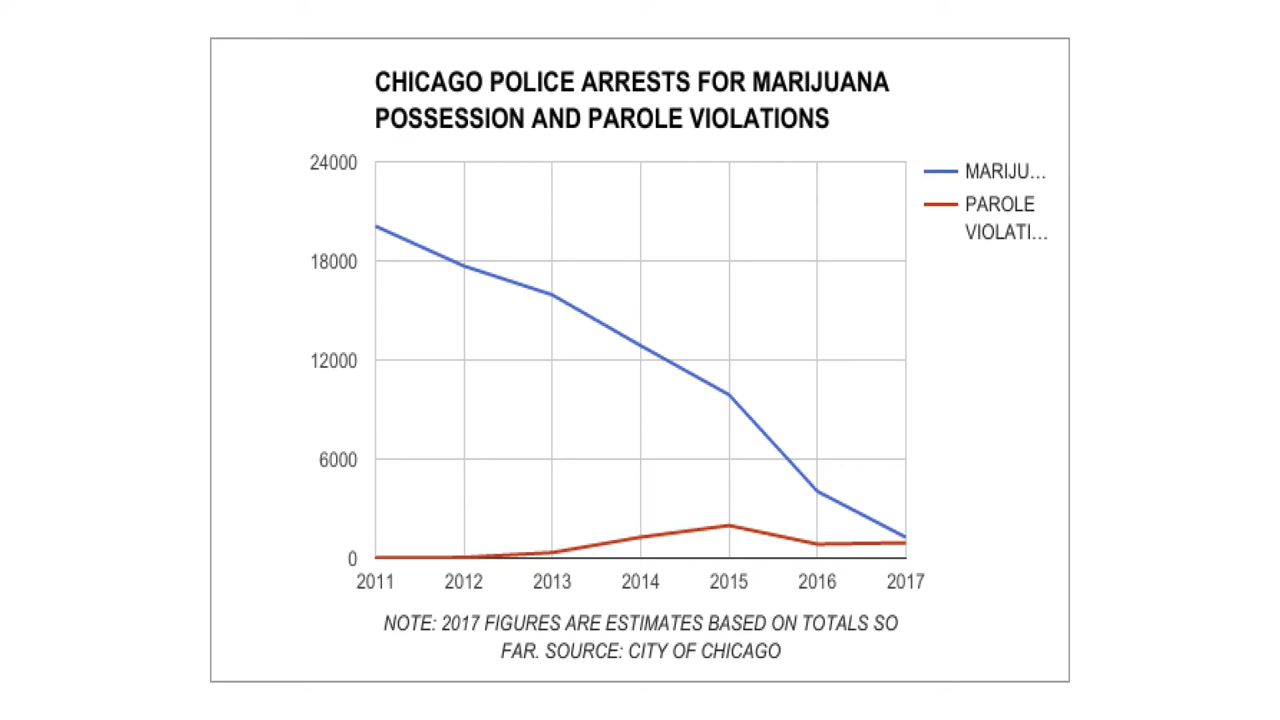 CHICAGO POLICE ARRESTS FOR MARIJUANA
POSSESSION AND PAROLE VIOLATIONS
24000
18000
12000
6000
0
MARIJU...
PAROLE
VIOLATI...
2011 2012 2013 2014 2015 2016 2017
NOTE: 2017 FIGURES ARE ESTIMATES BASED ON TOTALS SO
FAR. SOURCE: CITY OF CHICAGO